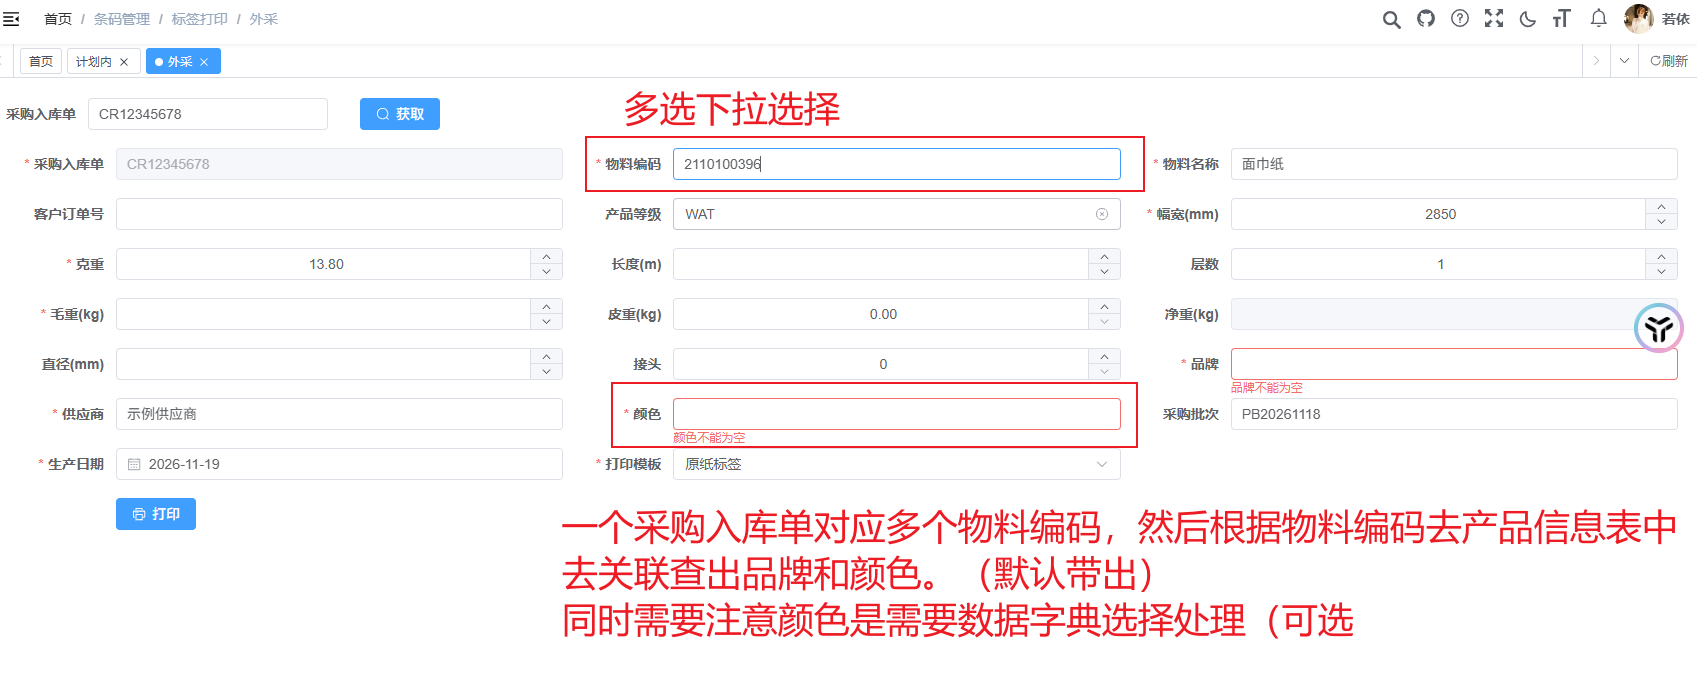 首页 / 条码管理 / 标签打印 / 外采
若依
首页 计划内 × 外采 ×
刷新
采购入库单 CR12345678 获取
多选下拉选择
* 采购入库单 CR12345678 * 物料编码 2110100396 * 物料名称 面巾纸
客户订单号 产品等级 WAT * 幅宽(mm) 2850
* 克重 13.80 长度(m) 层数 1
* 毛重(kg) 皮重(kg) 0.00 净重(kg)
直径(mm) 接头 0 * 品牌
品牌不能为空
* 供应商 示例供应商 * 颜色 采购批次 PB20261118
颜色不能为空
* 生产日期 2026-11-19 * 打印模板 原纸标签
打印
一个采购入库单对应多个物料编码，然后根据物料编码去产品信息表中
去关联查出品牌和颜色。（默认带出）
同时需要注意颜色是需要数据字典选择处理（可选